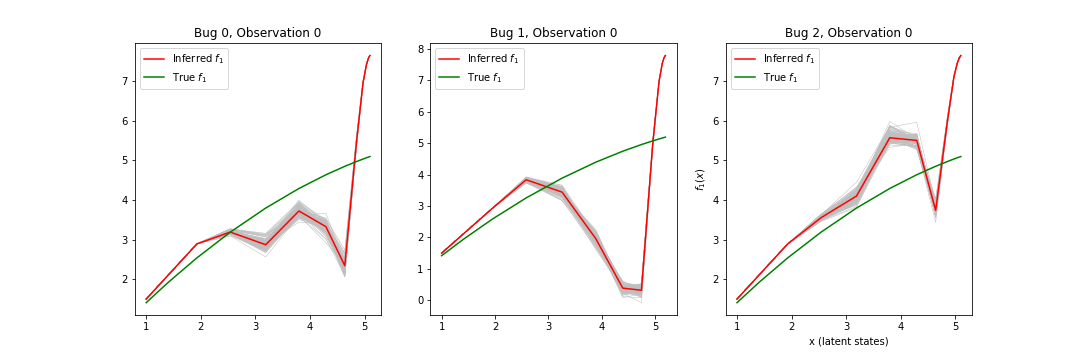 Bug 0, Observation 0
Inferred f₁
True f₁
7
6
5
4
3
2
1 2 3 4 5
Bug 1, Observation 0
Inferred f₁
True f₁
8
7
6
5
4
3
2
1
0
1 2 3 4 5
Bug 2, Observation 0
Inferred f₁
True f₁
f₁(x)
7
6
5
4
3
2
1 2 3 4 5
x (latent states)